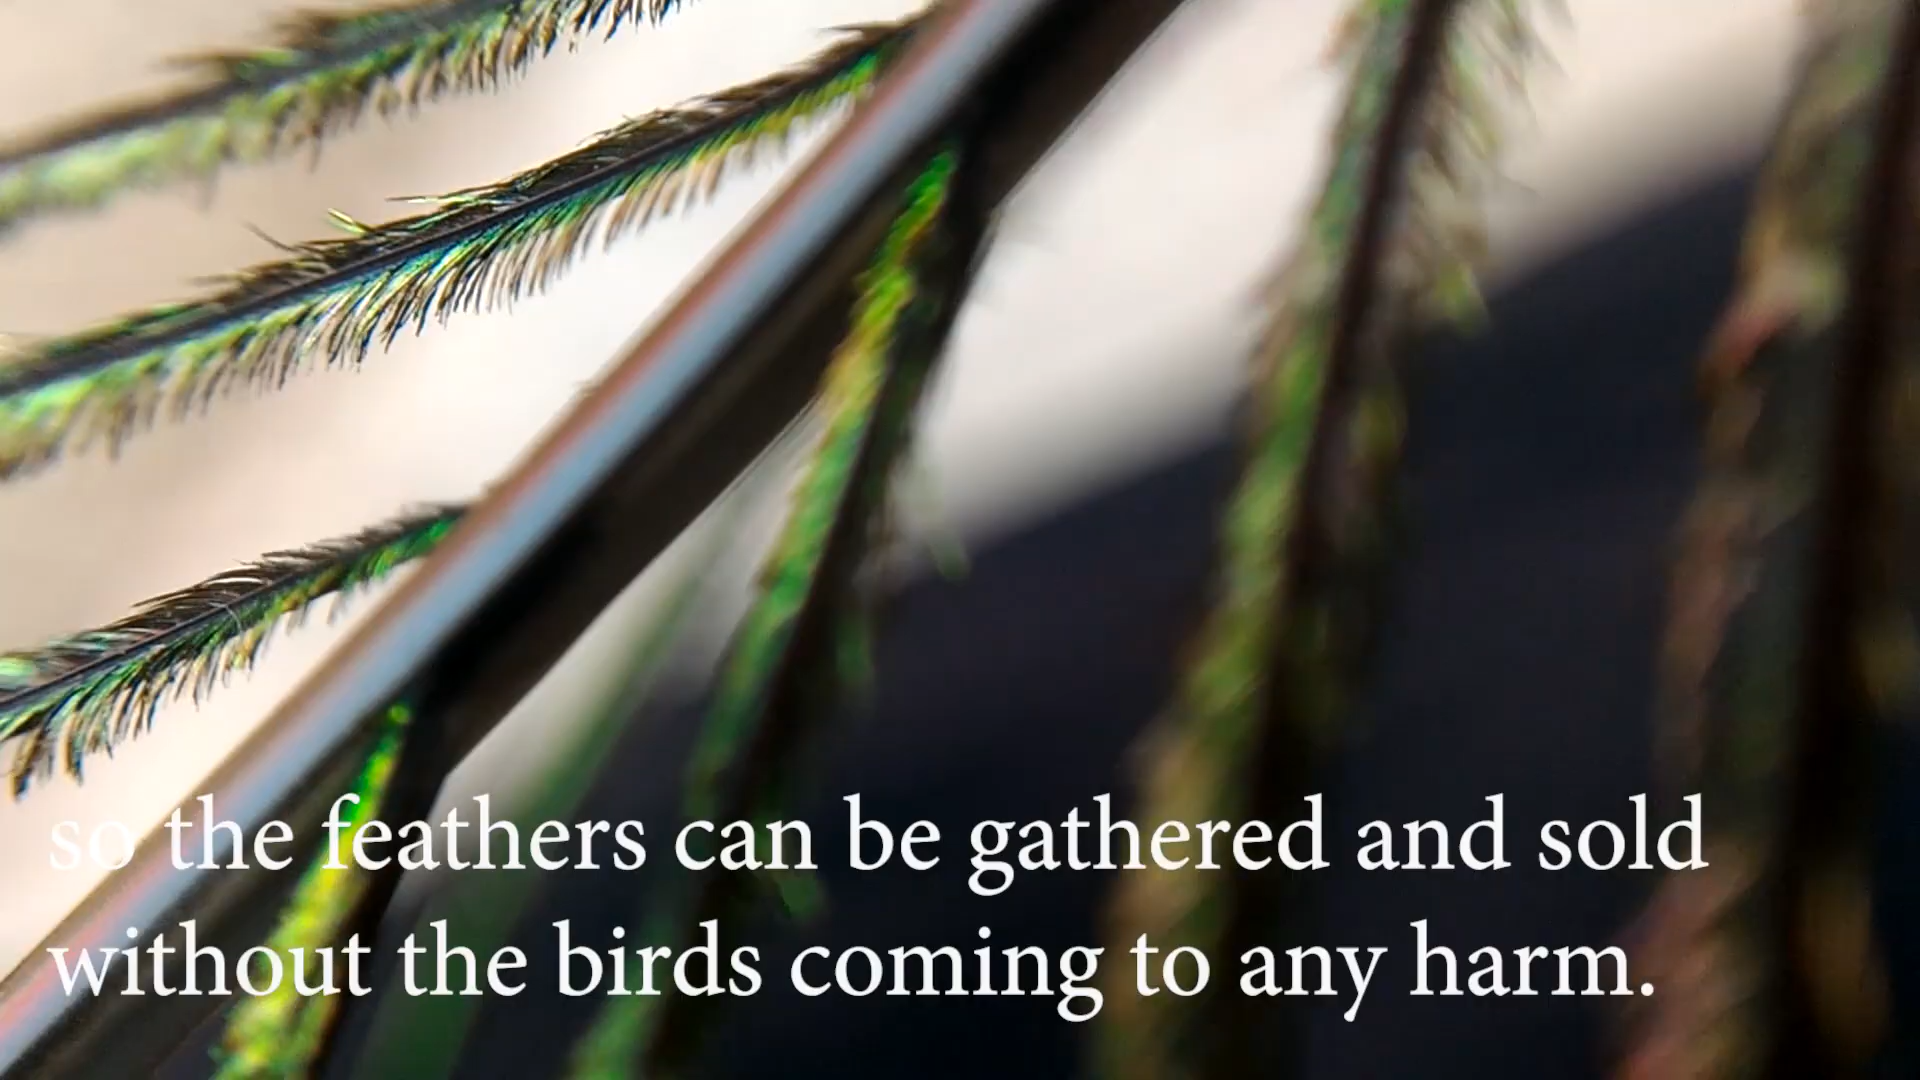 so the feathers can be gathered and sold
without the birds coming to any harm.